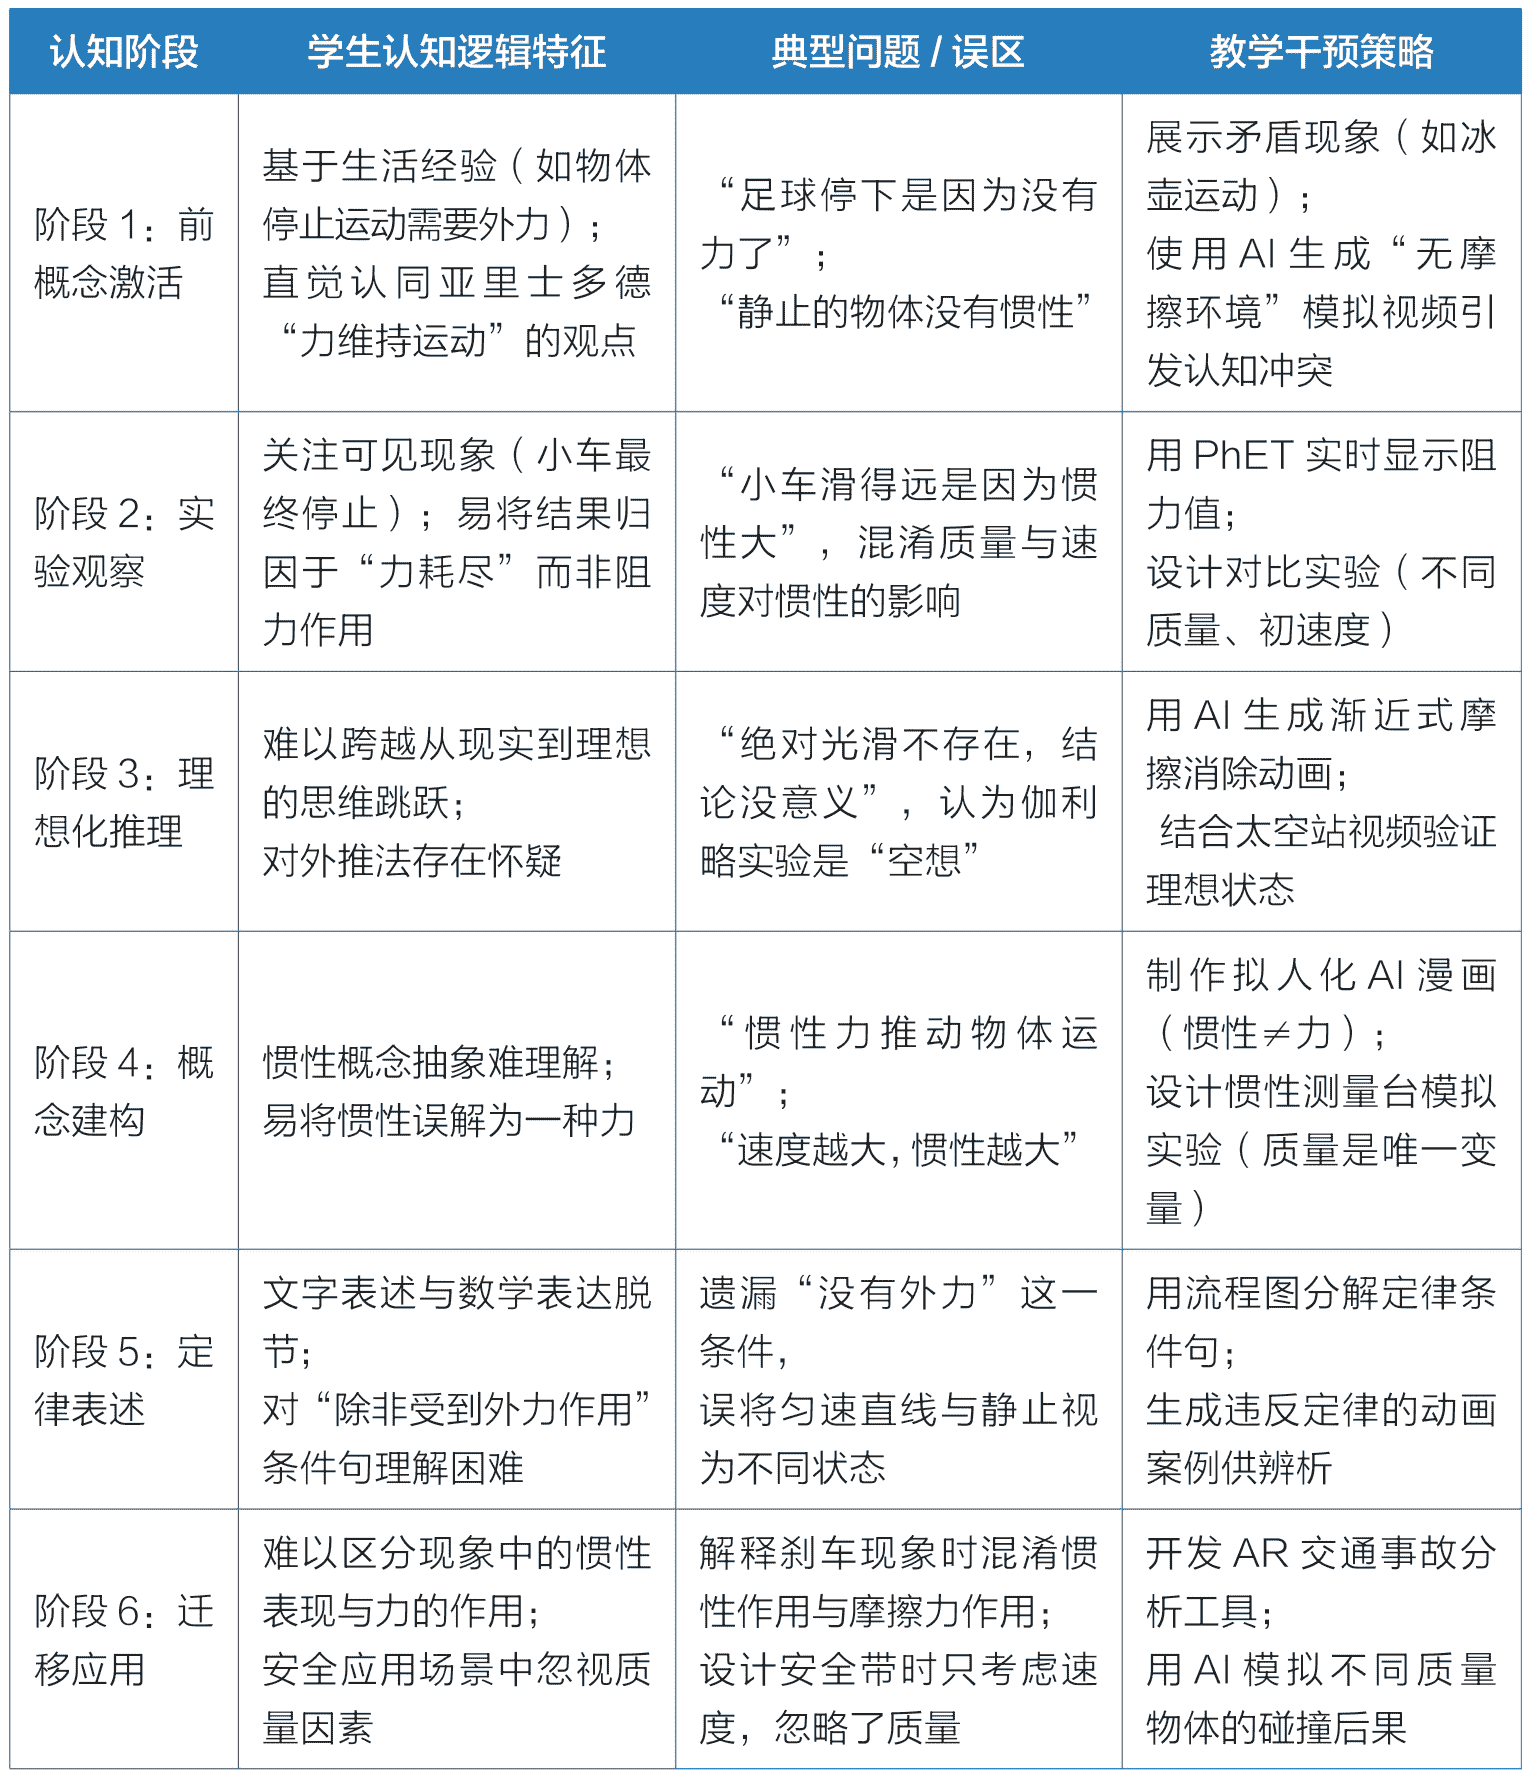 认知阶段
学生认知逻辑特征
典型问题 / 误区
教学干预策略
阶段 1：前
概念激活
基于生活经验（如物体
停止运动需要外力）；
直觉认同亚里士多德
“力维持运动”的观点
“足球停下是因为没有
力了”；
“静止的物体没有惯性”
展示矛盾现象（如冰
壶运动）；
使用 AI 生成“无摩
擦环境”模拟视频引
发认知冲突
阶段 2：实
验观察
关注可见现象（小车最
终停止）；易将结果归
因于“力耗尽”而非阻
力作用
“小车滑得远是因为惯
性大”，混淆质量与速
度对惯性的影响
用 PhET 实时显示阻
力值；
设计对比实验（不同
质量、初速度）
阶段 3：理
想化推理
难以跨越从现实到理想
的思维跳跃；
对外推法存在怀疑
“绝对光滑不存在，结
论没意义”，认为伽利
略实验是“空想”
用 AI 生成渐近式摩
擦消除动画；
结合太空站视频验证
理想状态
阶段 4：概
念建构
惯性概念抽象难理解；
易将惯性误解为一种力
“惯性力推动物体运
动”；
“速度越大，惯性越大”
制作拟人化 AI 漫画
（惯性≠力）；
设计惯性测量台模拟
实验（质量是唯一变
量）
阶段 5：定
律表述
文字表述与数学表达脱
节；
对“除非受到外力作用”
条件句理解困难
遗漏“没有外力”这一
条件，
误将匀速直线与静止视
为不同状态
用流程图分解定律条
件句；
生成违反定律的动画
案例供辨析
阶段 6：迁
移应用
难以区分现象中的惯性
表现与力的作用；
安全应用场景中忽视质
量因素
解释刹车现象时混淆惯
性作用与摩擦力作用；
设计安全带时只考虑速
度，忽略了质量
开发 AR 交通事故分
析工具；
用 AI 模拟不同质量
物体的碰撞后果